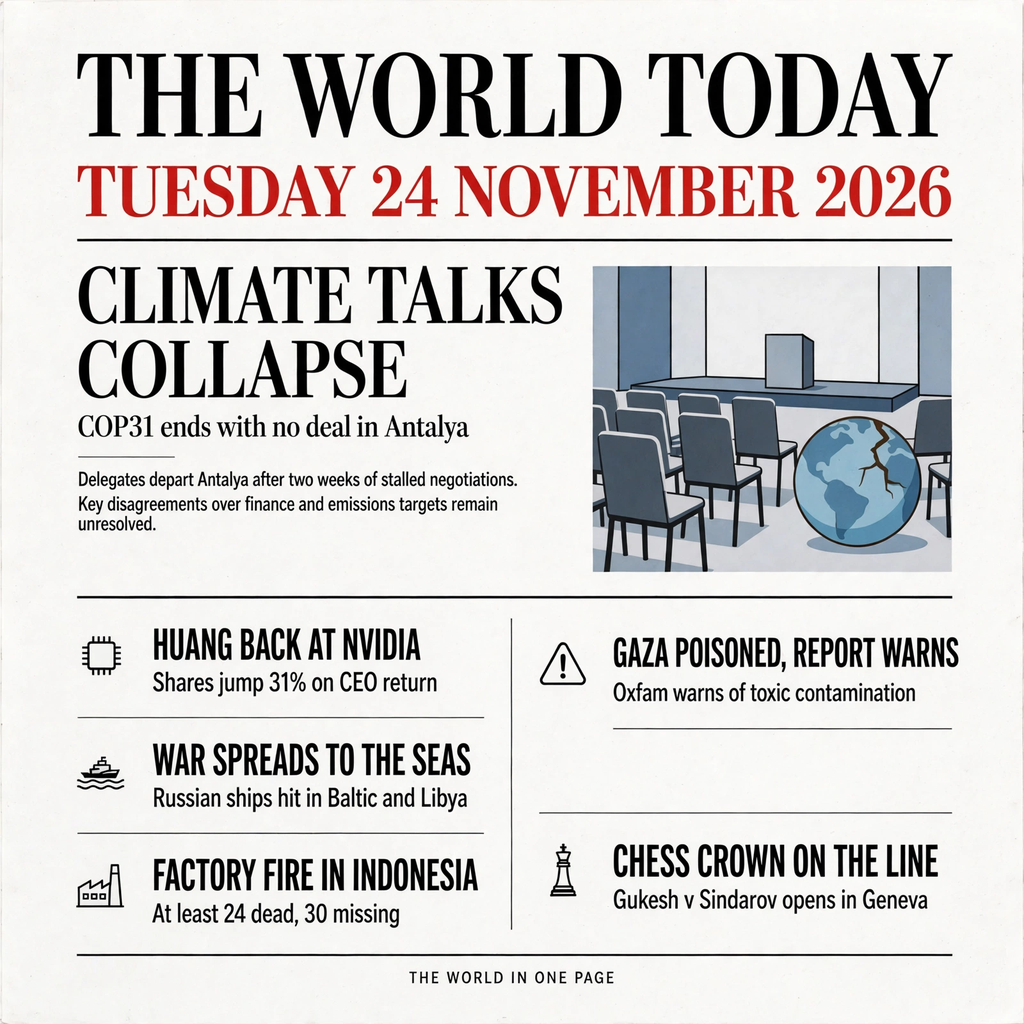 THE WORLD TODAY
TUESDAY 24 NOVEMBER 2026
CLIMATE TALKS
COLLAPSE
COP31 ends with no deal in Antalya
Delegates depart Antalya after two weeks of stalled negotiations.
Key disagreements over finance and emissions targets remain
unresolved.
HUANG BACK AT NVIDIA
Shares jump 31% on CEO return
WAR SPREADS TO THE SEAS
Russian ships hit in Baltic and Libya
FACTORY FIRE IN INDONESIA
At least 24 dead, 30 missing
GAZA POISONED, REPORT WARNS
Oxfam warns of toxic contamination
CHESS CROWN ON THE LINE
Gukesh v Sindarov opens in Geneva
THE WORLD IN ONE PAGE